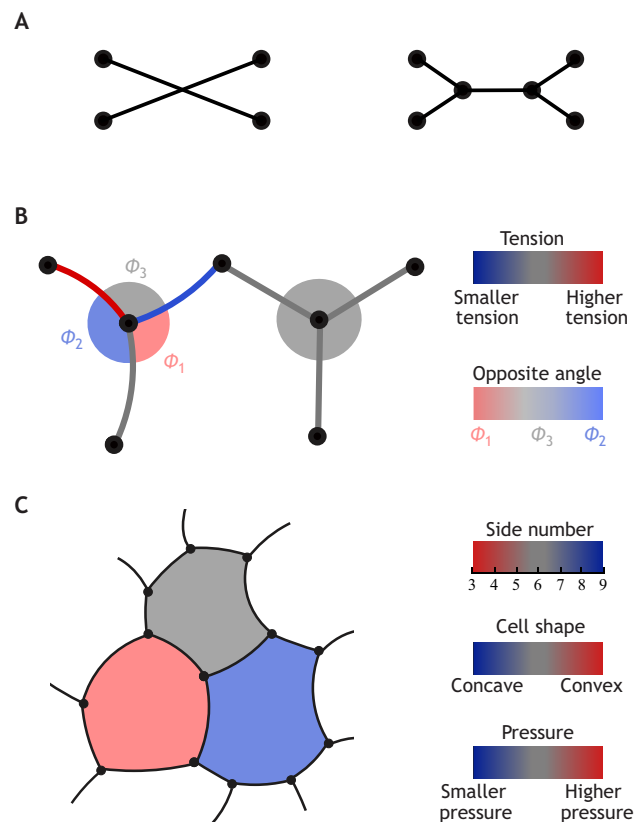 A
B
Φ3
Φ2
Φ1
Tension
Smaller tension
Higher tension
Opposite angle
Φ1 Φ3 Φ2
C
Side number
3 4 5 6 7 8 9
Cell shape
Concave Convex
Pressure
Smaller pressure
Higher pressure